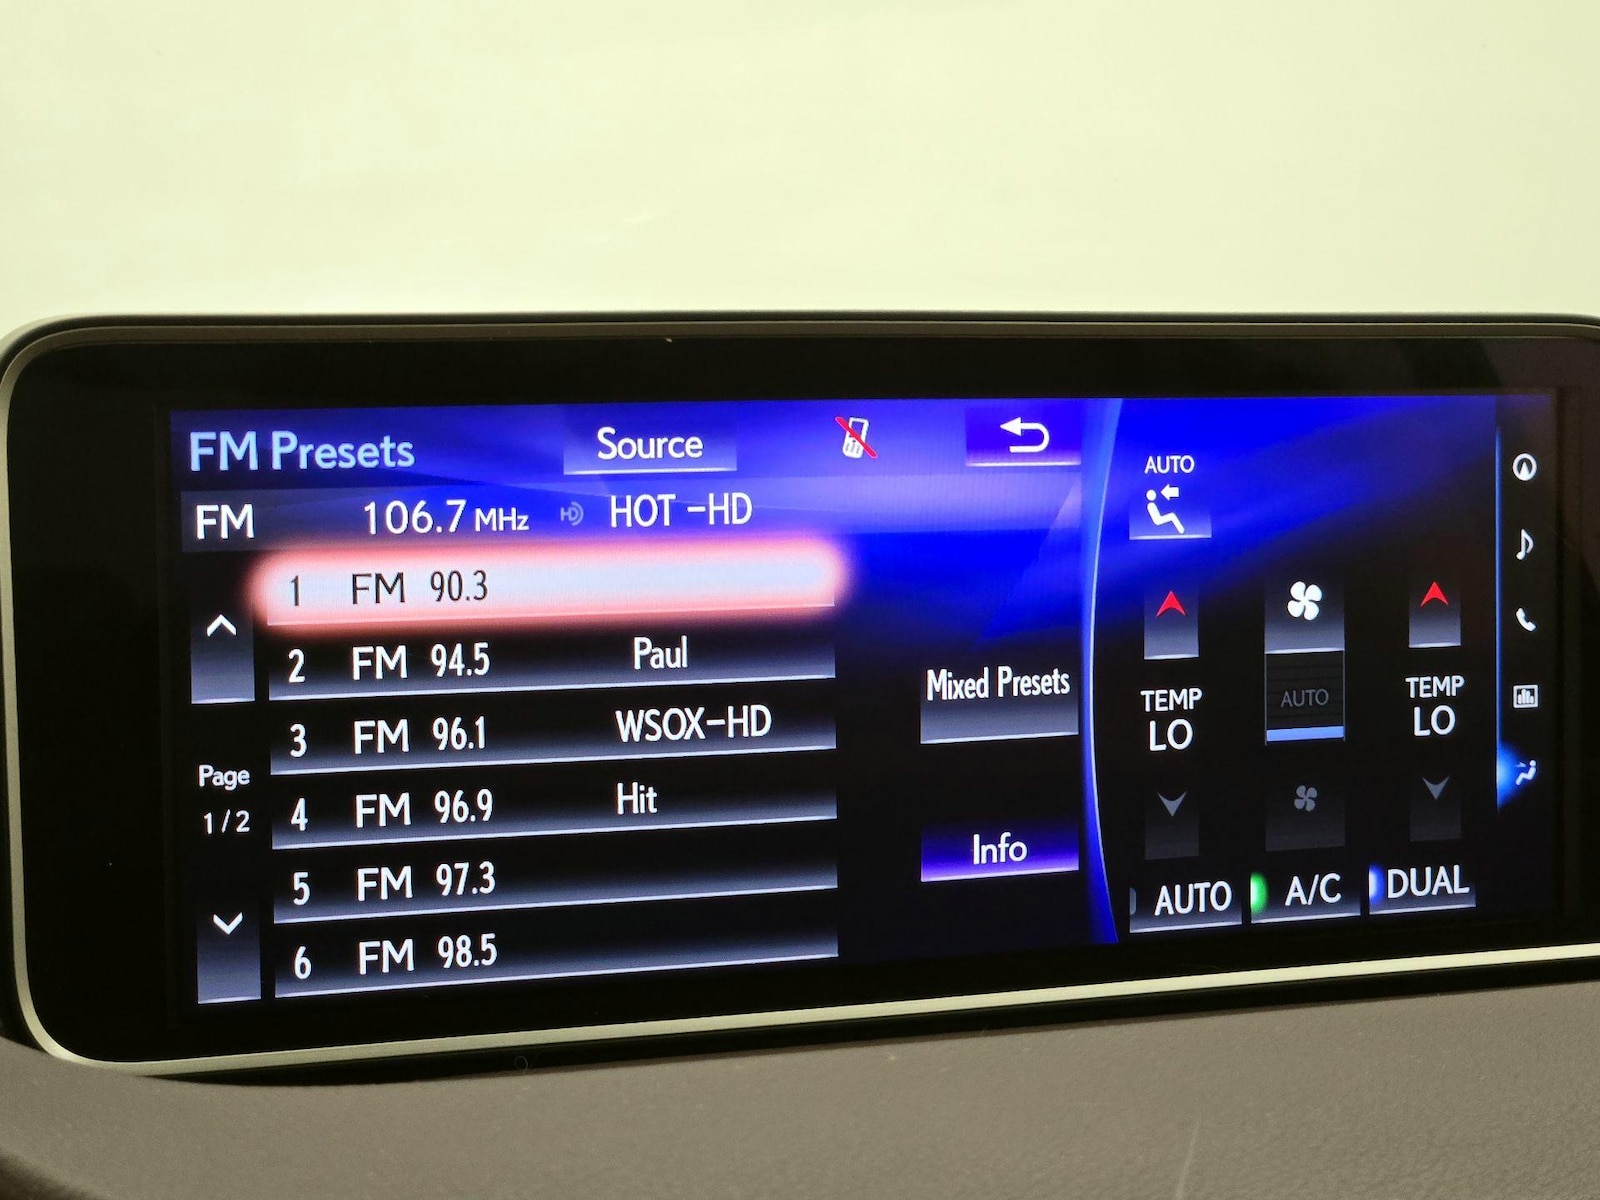 FM Presets Source
FM 106.7 MHz HD HOT -HD
1 FM 90.3
2 FM 94.5 Paul
3 FM 96.1 WSOX-HD
4 FM 96.9 Hit
5 FM 97.3
6 FM 98.5
Page
1/2
Mixed Presets
Info
AUTO
TEMP
LO
AUTO
TEMP
LO
AUTO A/C DUAL